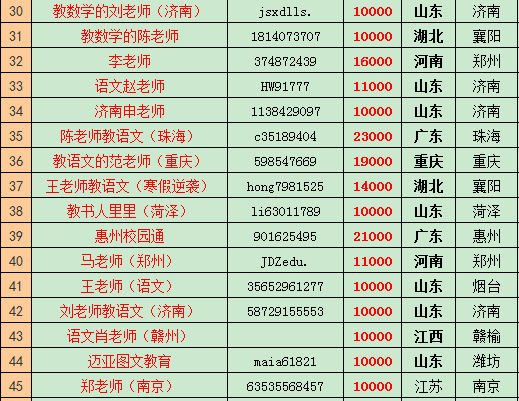 30 教数学的刘老师（济南） jsxdlls. 10000 山东 济南
31 教数学的陈老师 1814073707 10000 湖北 襄阳
32 李老师 374872439 16000 河南 郑州
33 语文赵老师 HW91777 11000 山东 济南
34 济南申老师 1138429097 10000 山东 济南
35 陈老师教语文（珠海） c35189404 23000 广东 珠海
36 教语文的范老师（重庆） 598547669 19000 重庆 重庆
37 王老师教语文（寒假逆袭） hong7981525 14000 湖北 襄阳
38 教书人里里（菏泽） li63011789 10000 山东 菏泽
39 惠州校园通 901625495 21000 广东 惠州
40 马老师（郑州） JDZedu. 11000 河南 郑州
41 王老师（语文） 35652961277 10000 山东 烟台
42 刘老师教语文（济南） 58729155553 10000 山东 济南
43 语文肖老师（赣州） 10000 江西 赣榆
44 迈亚图文教育 maia61821 10000 山东 潍坊
45 郑老师（南京） 63535568457 10000 江苏 南京